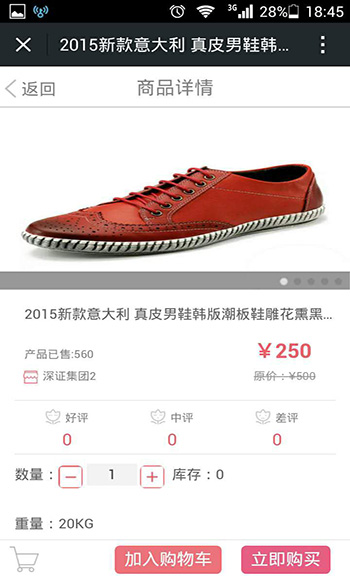 3G 28% 18:45
2015新款意大利 真皮男鞋韩...
返回 商品详情
2015新款意大利 真皮男鞋韩版潮板鞋雕花熏黑...
产品已售:560 ￥250
深证集团2 原价:￥500
好评 中评 差评
0 0 0
数量: － 1 ＋ 库存: 0
重量: 20KG
加入购物车 立即购买